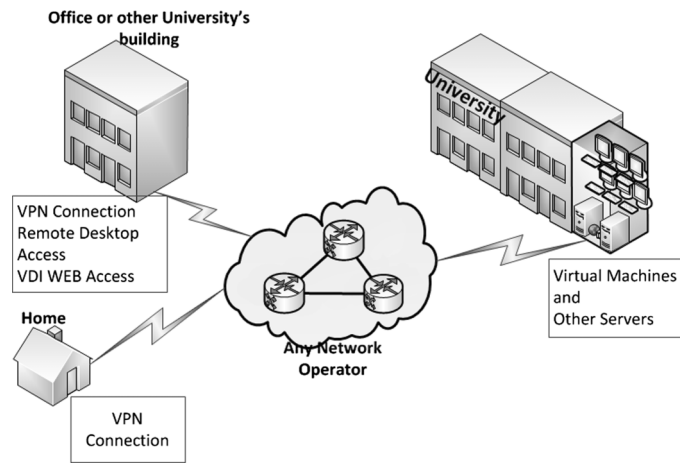 Office or other University's
building
University
VPN Connection
Remote Desktop
Access
VDI WEB Access
Virtual Machines
and
Other Servers
Home
Any Network
Operator
VPN
Connection